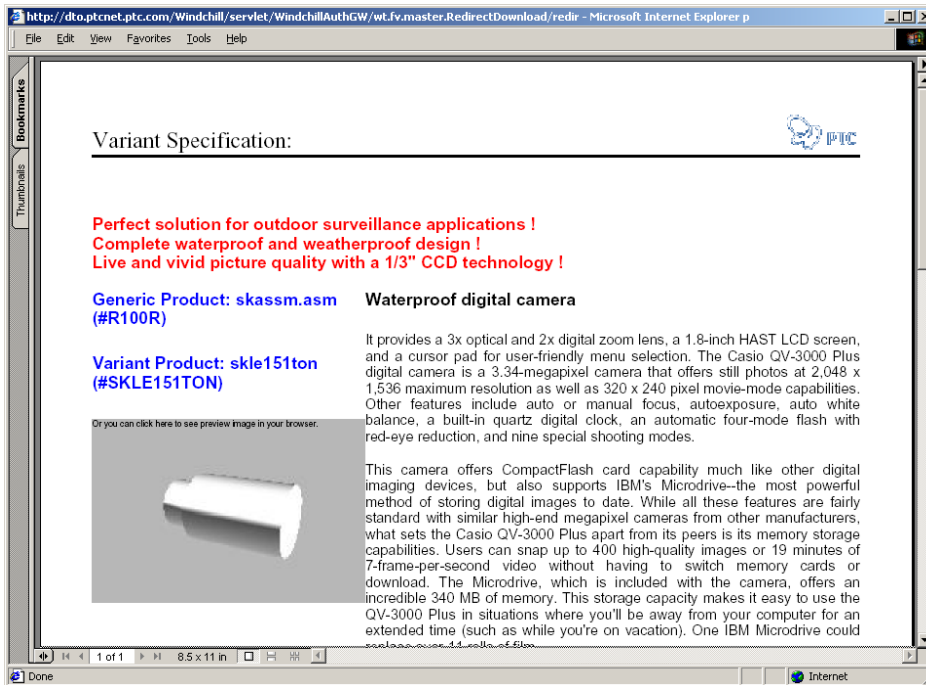 http://dto.ptcnet.ptc.com/Windchill/servlet/WindchillAuthGW/wt.fv.master.RedirectDownload/redir - Microsoft Internet Explorer p
File Edit View Favorites Tools Help
Bookmarks
Thumbnails
Variant Specification:
PTC
Perfect solution for outdoor surveillance applications !
Complete waterproof and weatherproof design !
Live and vivid picture quality with a 1/3" CCD technology !
Generic Product: skassm.asm
(#R100R)
Variant Product: skle151ton
(#SKLE151TON)
Or you can click here to see preview image in your browser.
Waterproof digital camera
It provides a 3x optical and 2x digital zoom lens, a 1.8-inch HAST LCD screen,
and a cursor pad for user-friendly menu selection. The Casio QV-3000 Plus
digital camera is a 3.34-megapixel camera that offers still photos at 2,048 x
1,536 maximum resolution as well as 320 x 240 pixel movie-mode capabilities.
Other features include auto or manual focus, autoexposure, auto white
balance, a built-in quartz digital clock, an automatic four-mode flash with
red-eye reduction, and nine special shooting modes.
This camera offers CompactFlash card capability much like other digital
imaging devices, but also supports IBM's Microdrive--the most powerful
method of storing digital images to date. While all these features are fairly
standard with similar high-end megapixel cameras from other manufacturers,
what sets the Casio QV-3000 Plus apart from its peers is its memory storage
capabilities. Users can snap up to 400 high-quality images or 19 minutes of
7-frame-per-second video without having to switch memory cards or
download. The Microdrive, which is included with the camera, offers an
incredible 340 MB of memory. This storage capacity makes it easy to use the
QV-3000 Plus in situations where you'll be away from your computer for an
extended time (such as while you're on vacation). One IBM Microdrive could
replace over 11 rolls of film
1 of 1 8.5 x 11 in
Done Internet